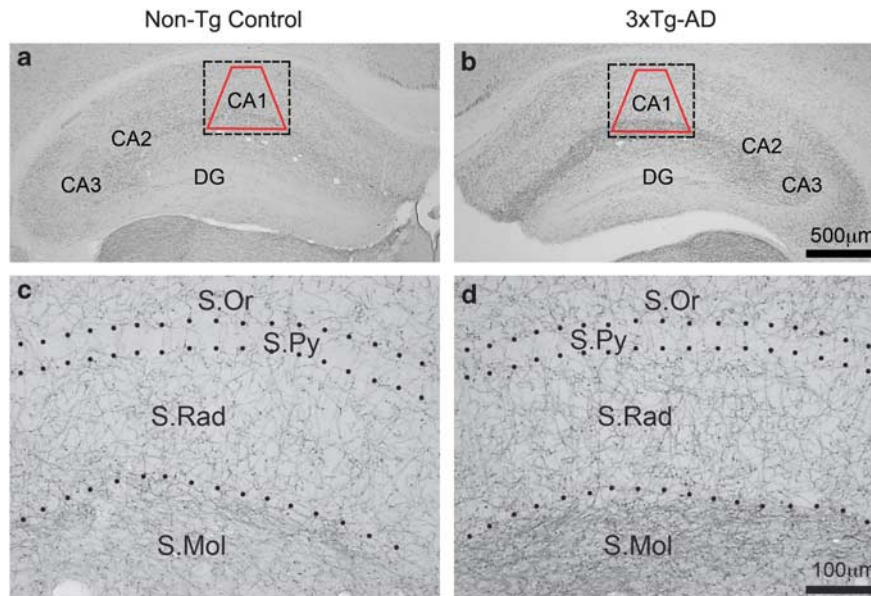 Non-Tg Control
3xTg-AD
a
CA1
CA2
CA3
DG
b
CA1
CA2
CA3
DG
500μm
c
S.Or
S.Py
S.Rad
S.Mol
d
S.Or
S.Py
S.Rad
S.Mol
100μm